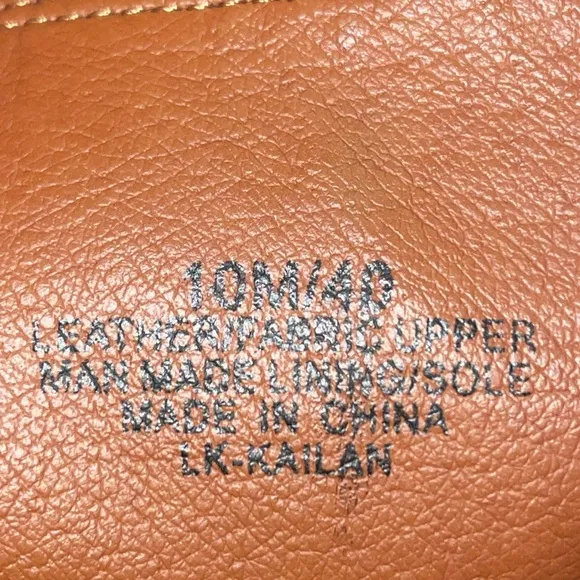 10M/40
LEATHER/FABRIC UPPER
MAN MADE LINING/SOLE
MADE IN CHINA
LK-KAILAN